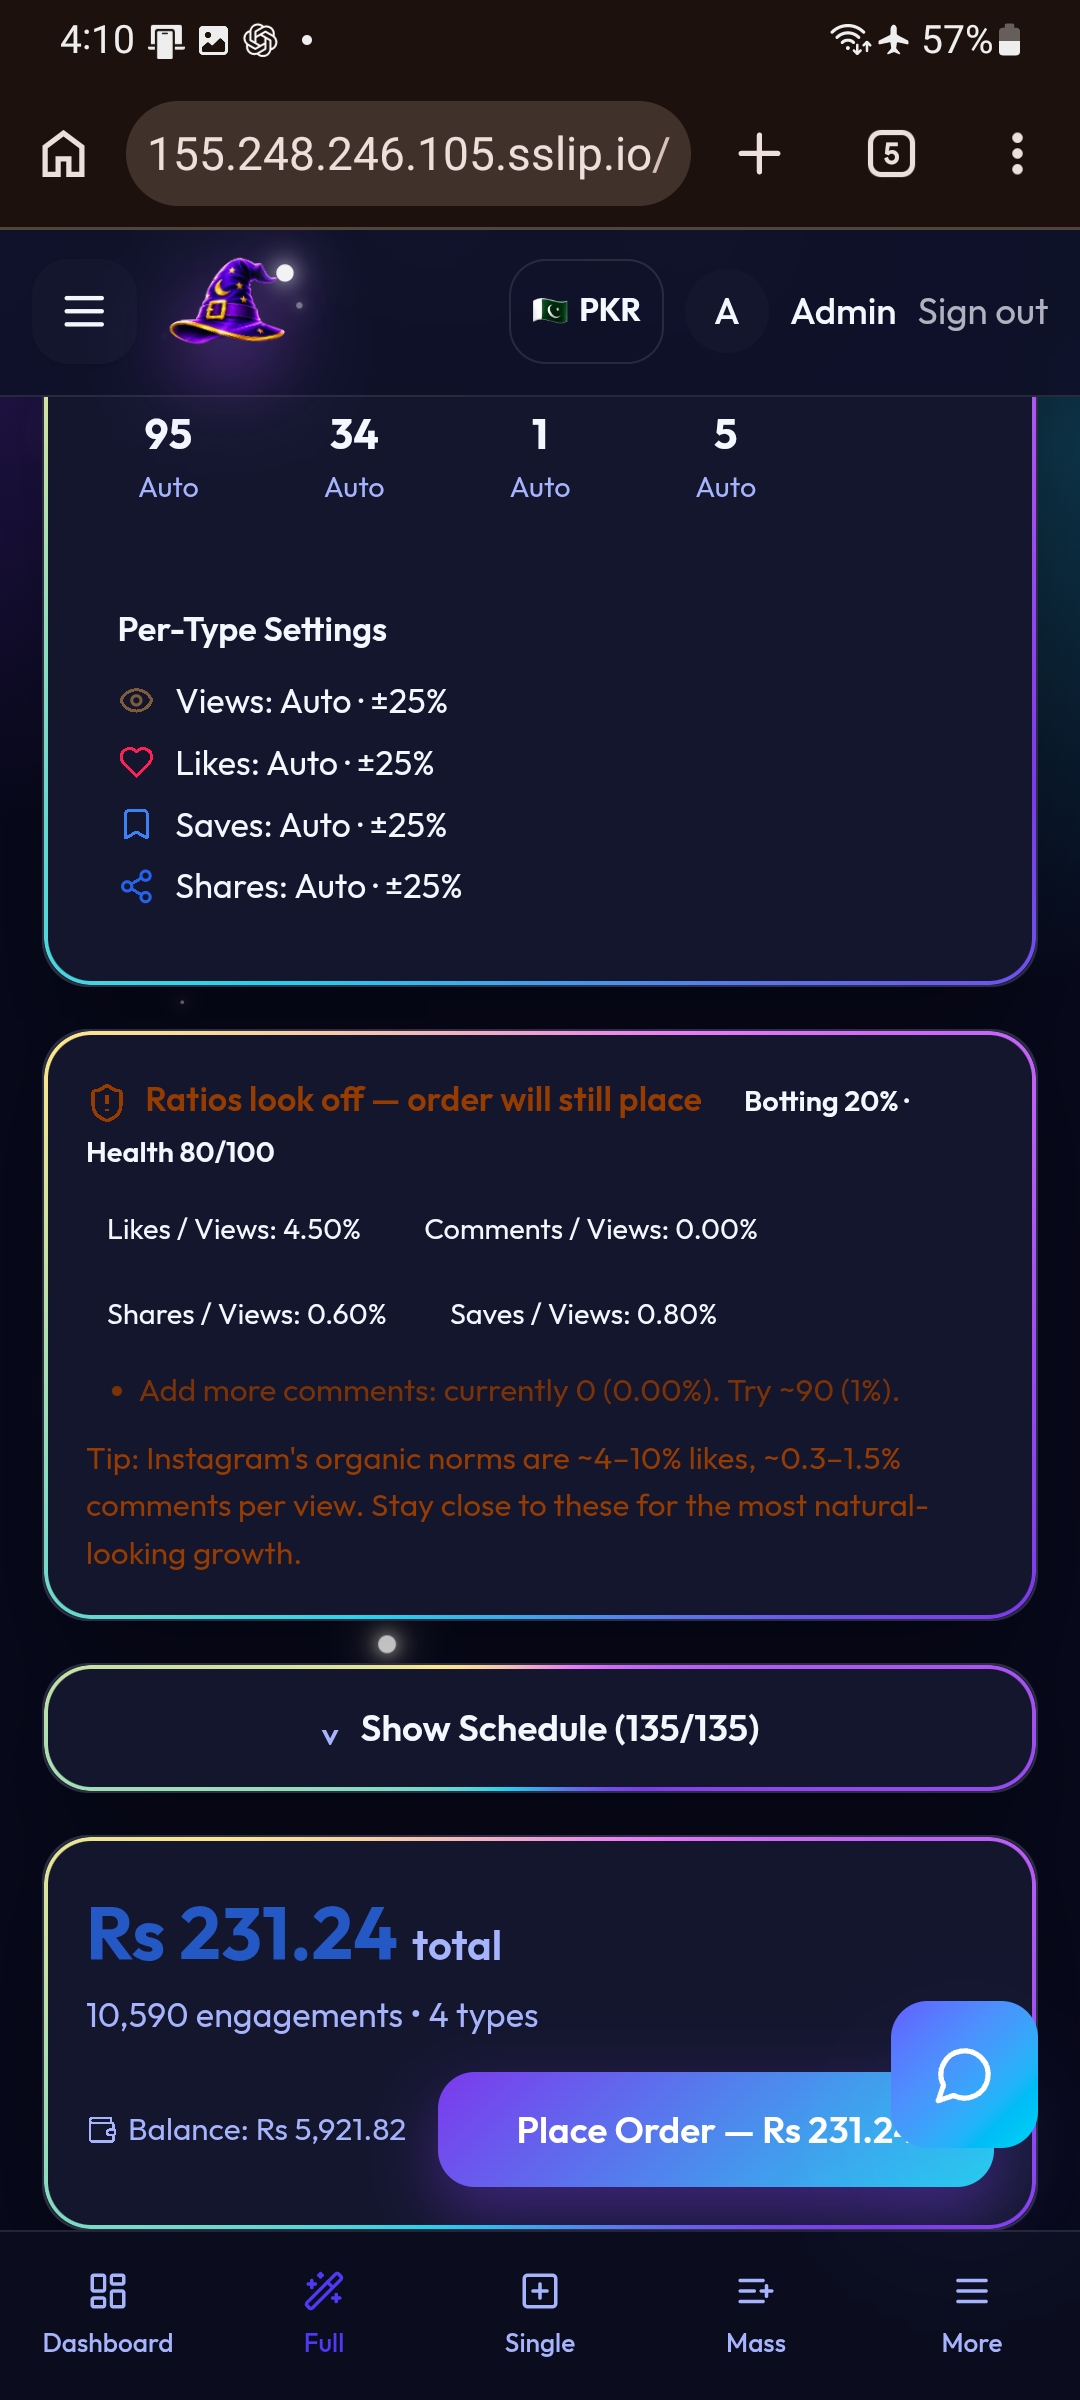 4:10
57%
155.248.246.105.sslip.io/
5
PKR
A Admin Sign out
95 34 1 5
Auto Auto Auto Auto
Per-Type Settings
Views: Auto · ±25%
Likes: Auto · ±25%
Saves: Auto · ±25%
Shares: Auto · ±25%
Ratios look off — order will still place Botting 20% ·
Health 80/100
Likes / Views: 4.50% Comments / Views: 0.00%
Shares / Views: 0.60% Saves / Views: 0.80%
• Add more comments: currently 0 (0.00%). Try ~90 (1%).
Tip: Instagram's organic norms are ~4–10% likes, ~0.3–1.5%
comments per view. Stay close to these for the most natural-
looking growth.
Show Schedule (135/135)
Rs 231.24 total
10,590 engagements • 4 types
Balance: Rs 5,921.82 Place Order — Rs 231.2
Dashboard Full Single Mass More